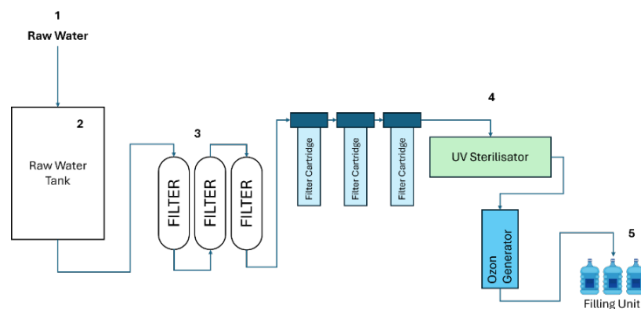 1
Raw Water
2
Raw Water
Tank
3
FILTER
FILTER
FILTER
Filter Cartridge
Filter Cartridge
Filter Cartridge
4
UV Sterilisator
Ozon
Generator
5
Filling Unit